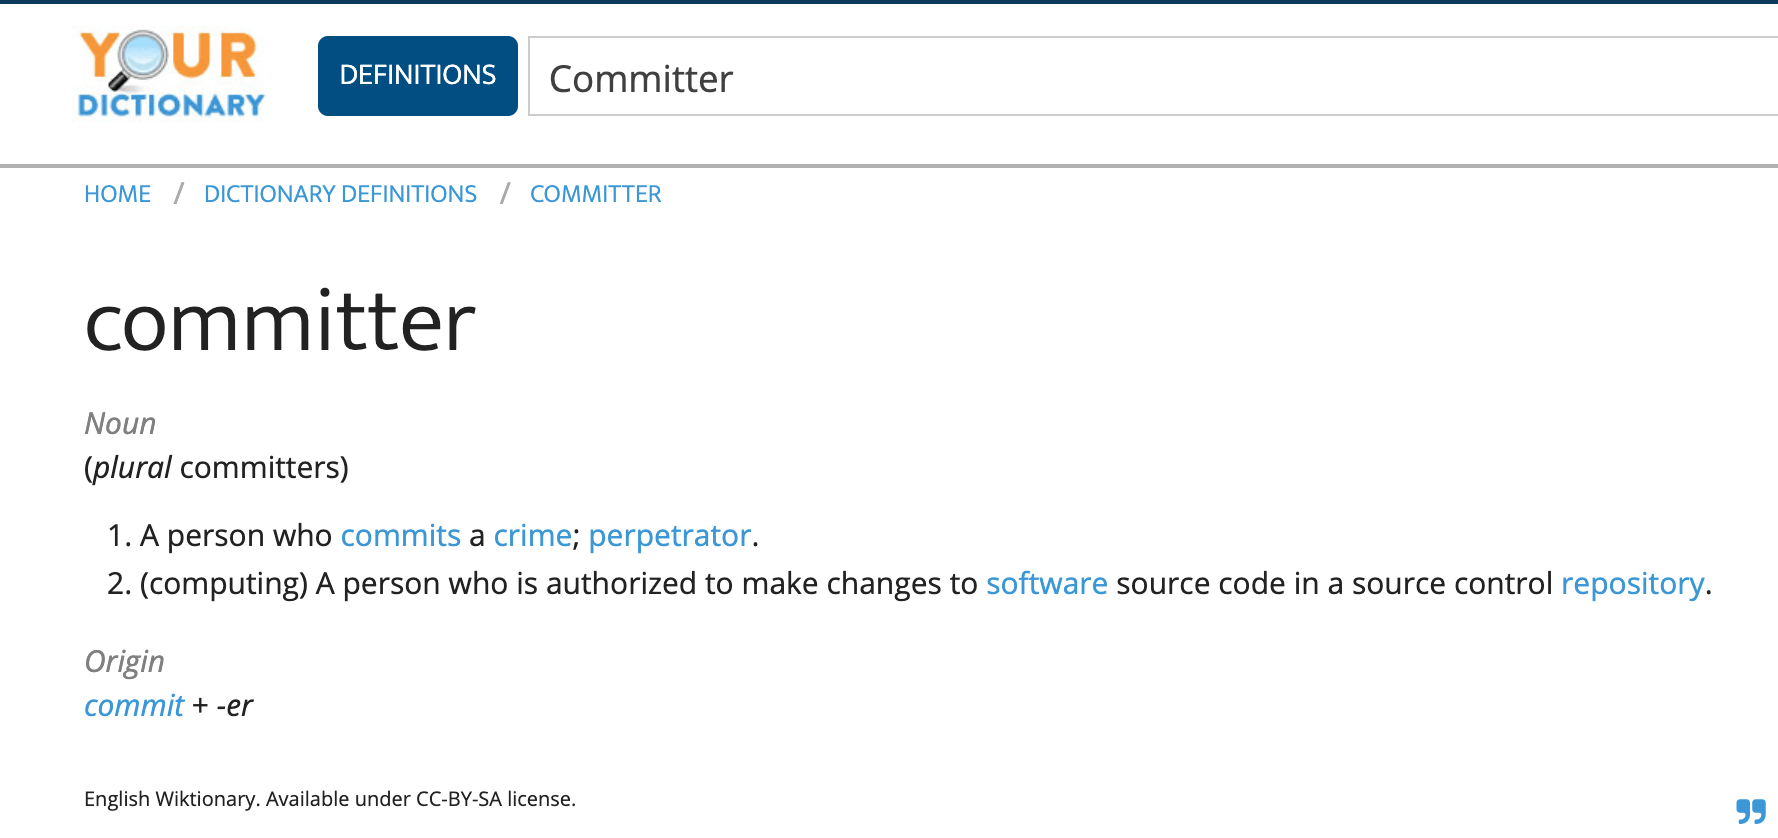 YOUR
DICTIONARY
DEFINITIONS
Committer
HOME / DICTIONARY DEFINITIONS / COMMITTER
committer
Noun
(plural committers)
1. A person who commits a crime; perpetrator.
2. (computing) A person who is authorized to make changes to software source code in a source control repository.
Origin
commit + -er
English Wiktionary. Available under CC-BY-SA license.